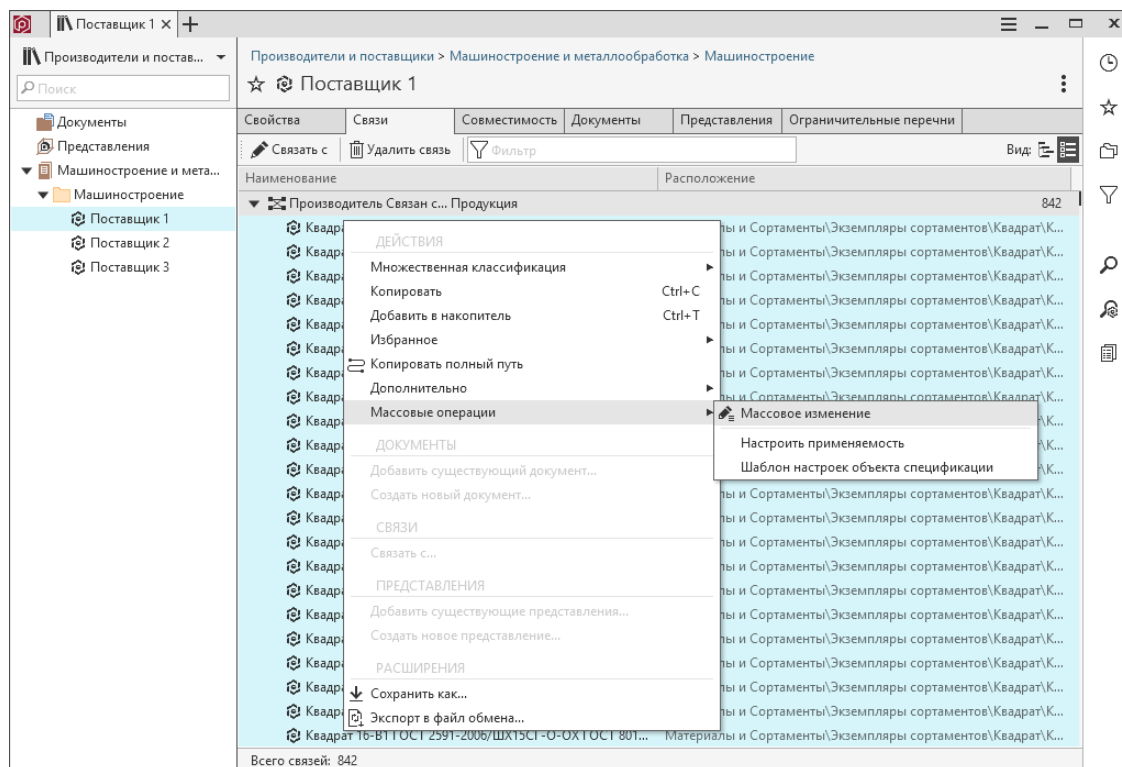 Поставщик 1
Производители и постав...
Поиск
Документы
Представления
Машиностроение и мета...
Машиностроение
Поставщик 1
Поставщик 2
Поставщик 3
Производители и поставщики > Машиностроение и металлообработка > Машиностроение
Поставщик 1
Свойства Связи Совместимость Документы Представления Ограничительные перечни
Связать с Удалить связь Фильтр Вид:
Наименование Расположение
Производитель Связан с... Продукция 842
ДЕЙСТВИЯ
Множественная классификация
Копировать Ctrl+C
Добавить в накопитель Ctrl+T
Избранное
Копировать полный путь
Дополнительно
Массовые операции
Массовое изменение
Настроить применяемость
Шаблон настроек объекта спецификации
ДОКУМЕНТЫ
Добавить существующий документ...
Создать новый документ...
СВЯЗИ
Связать с...
ПРЕДСТАВЛЕНИЯ
Добавить существующие представления...
Создать новое представление...
РАСШИРЕНИЯ
Сохранить как...
Экспорт в файл обмена...
Квадрат 16-В1 ГОСТ 2591-2006/ШХ15СГ-О-ОХ ГОСТ 801... Материалы и Сортаменты\Экземпляры сортаментов\Квадрат\К...
Всего связей: 842